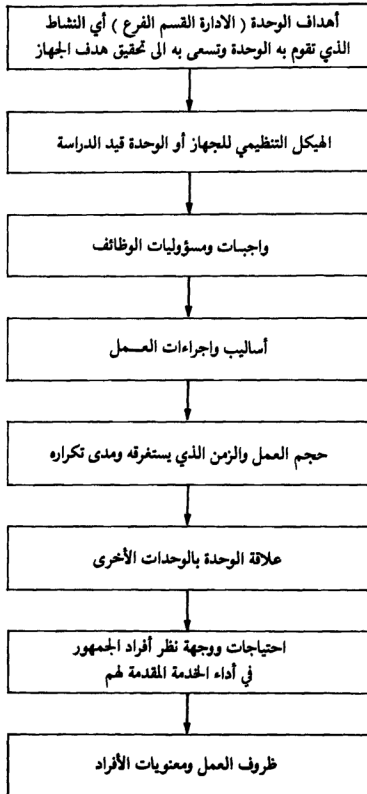 أهداف الوحدة ( الادارة القسم الفرع ) أي النشاط
الذي تقوم به الوحدة وتسعى به الى تحقيق هدف الجهاز
الهيكل التنظيمي للجهاز أو الوحدة قيد الدراسة
واجبات ومسؤوليات الوظائف
أساليب واجراءات العـــمل
حجم العمل والزمن الذي يستغرقه ومدى تكراره
علاقة الوحدة بالوحدات الأخرى
احتياجات ووجهة نظر أفراد الجمهور
في أداء الخدمة المقدمة لهم
ظروف العمل ومعنويات الأفراد